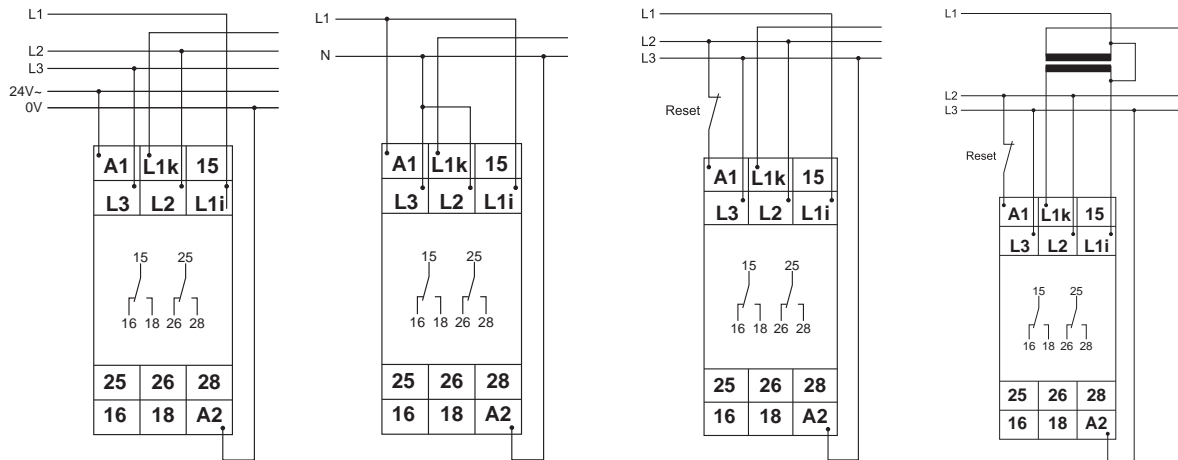 L1
L2
L3
24V~
0V
A1 L1k 15
L3 L2 L1i
15 25
16 18 26 28
25 26 28
16 18 A2
L1
N
A1 L1k 15
L3 L2 L1i
15 25
16 18 26 28
25 26 28
16 18 A2
L1
L2
L3
Reset
A1 L1k 15
L3 L2 L1i
15 25
16 18 26 28
25 26 28
16 18 A2
L1
L2
L3
Reset
A1 L1k 15
L3 L2 L1i
15 25
16 18 26 28
25 26 28
16 18 A2